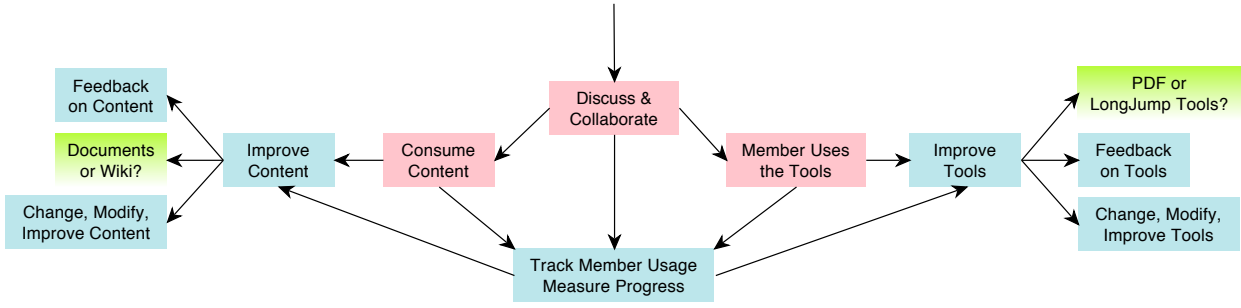 Discuss &
Collaborate
Feedback
on Content
Documents
or Wiki?
Change, Modify,
Improve Content
Improve
Content
Consume
Content
Member Uses
the Tools
Improve
Tools
PDF or
LongJump Tools?
Feedback
on Tools
Change, Modify,
Improve Tools
Track Member Usage
Measure Progress